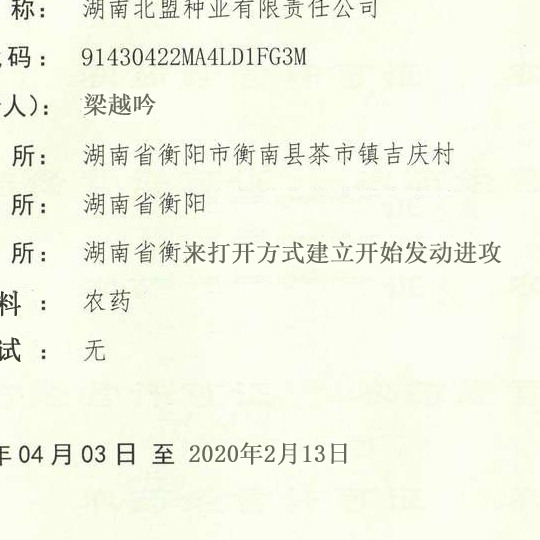 称： 湖南北盟种业有限责任公司
码： 91430422MA4LD1FG3M
人）： 梁越吟
所： 湖南省衡阳市衡南县茶市镇吉庆村
所： 湖南省衡阳
所： 湖南省衡来打开方式建立开始发动进攻
料： 农药
试： 无
年 04 月 03 日 至 2020年2月13日